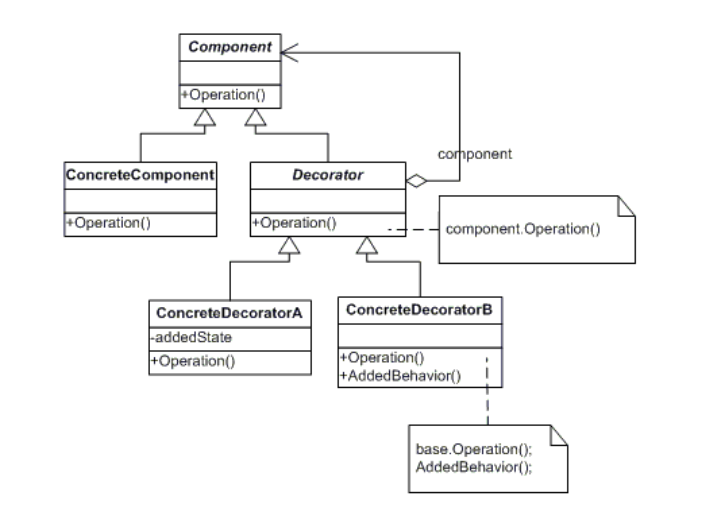 Component
+Operation()
component
ConcreteComponent
+Operation()
Decorator
+Operation()
component.Operation()
ConcreteDecoratorA
-addedState
+Operation()
ConcreteDecoratorB
+Operation()
+AddedBehavior()
base.Operation();
AddedBehavior();